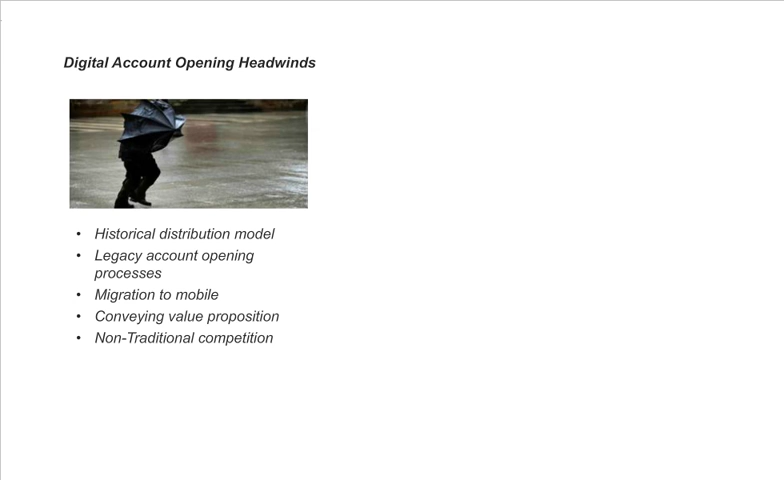 Digital Account Opening Headwinds
• Historical distribution model
• Legacy account opening
processes
• Migration to mobile
• Conveying value proposition
• Non-Traditional competition